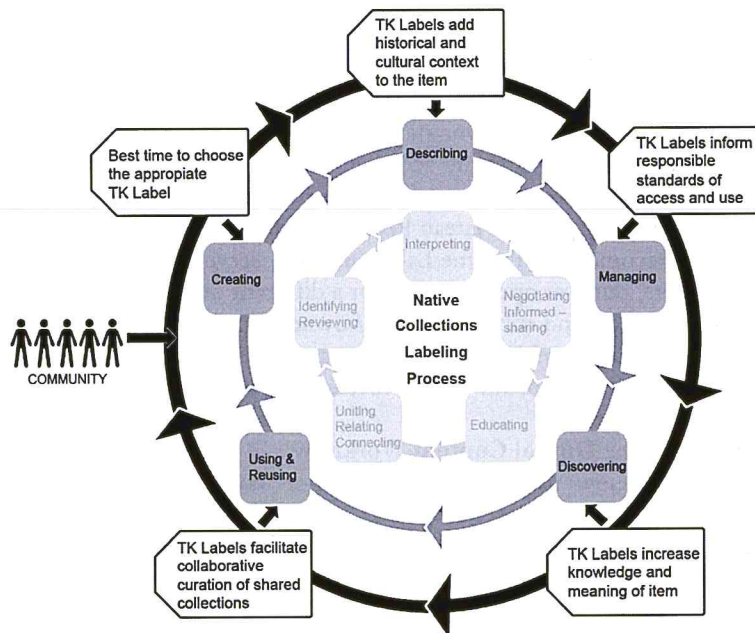 TK Labels add
historical and
cultural context
to the item
Best time to choose
the appropiate
TK Label
TK Labels inform
responsible
standards of
access and use
Describing
Creating
Managing
Interpreting
Identifying
Reviewing
Native
Collections
Labeling
Process
Negotiating
Informed –
sharing
COMMUNITY
Uniting
Relating
Connecting
Educating
Using &
Reusing
Discovering
TK Labels facilitate
collaborative
curation of shared
collections
TK Labels increase
knowledge and
meaning of item